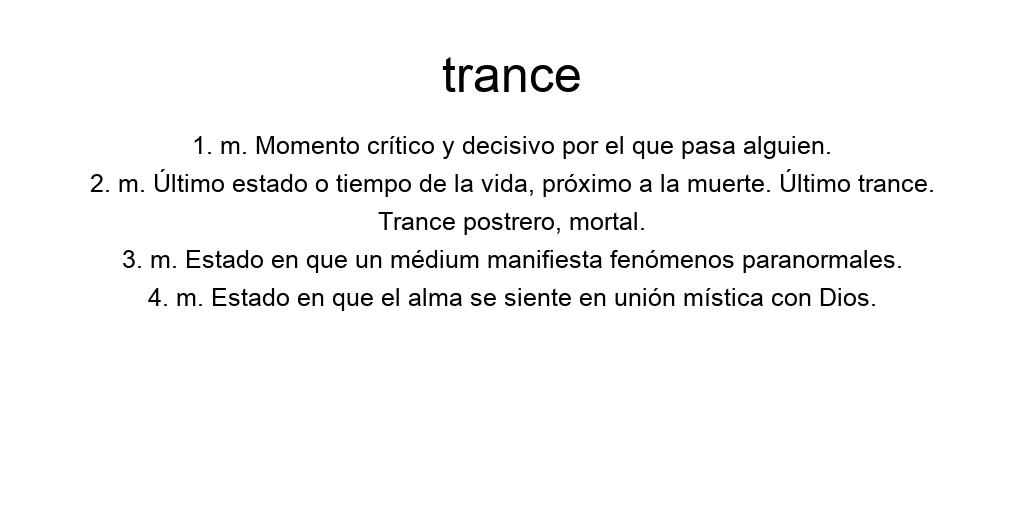 trance
1. m. Momento crítico y decisivo por el que pasa alguien.
2. m. Último estado o tiempo de la vida, próximo a la muerte. Último trance.
Trance postrero, mortal.
3. m. Estado en que un médium manifiesta fenómenos paranormales.
4. m. Estado en que el alma se siente en unión mística con Dios.